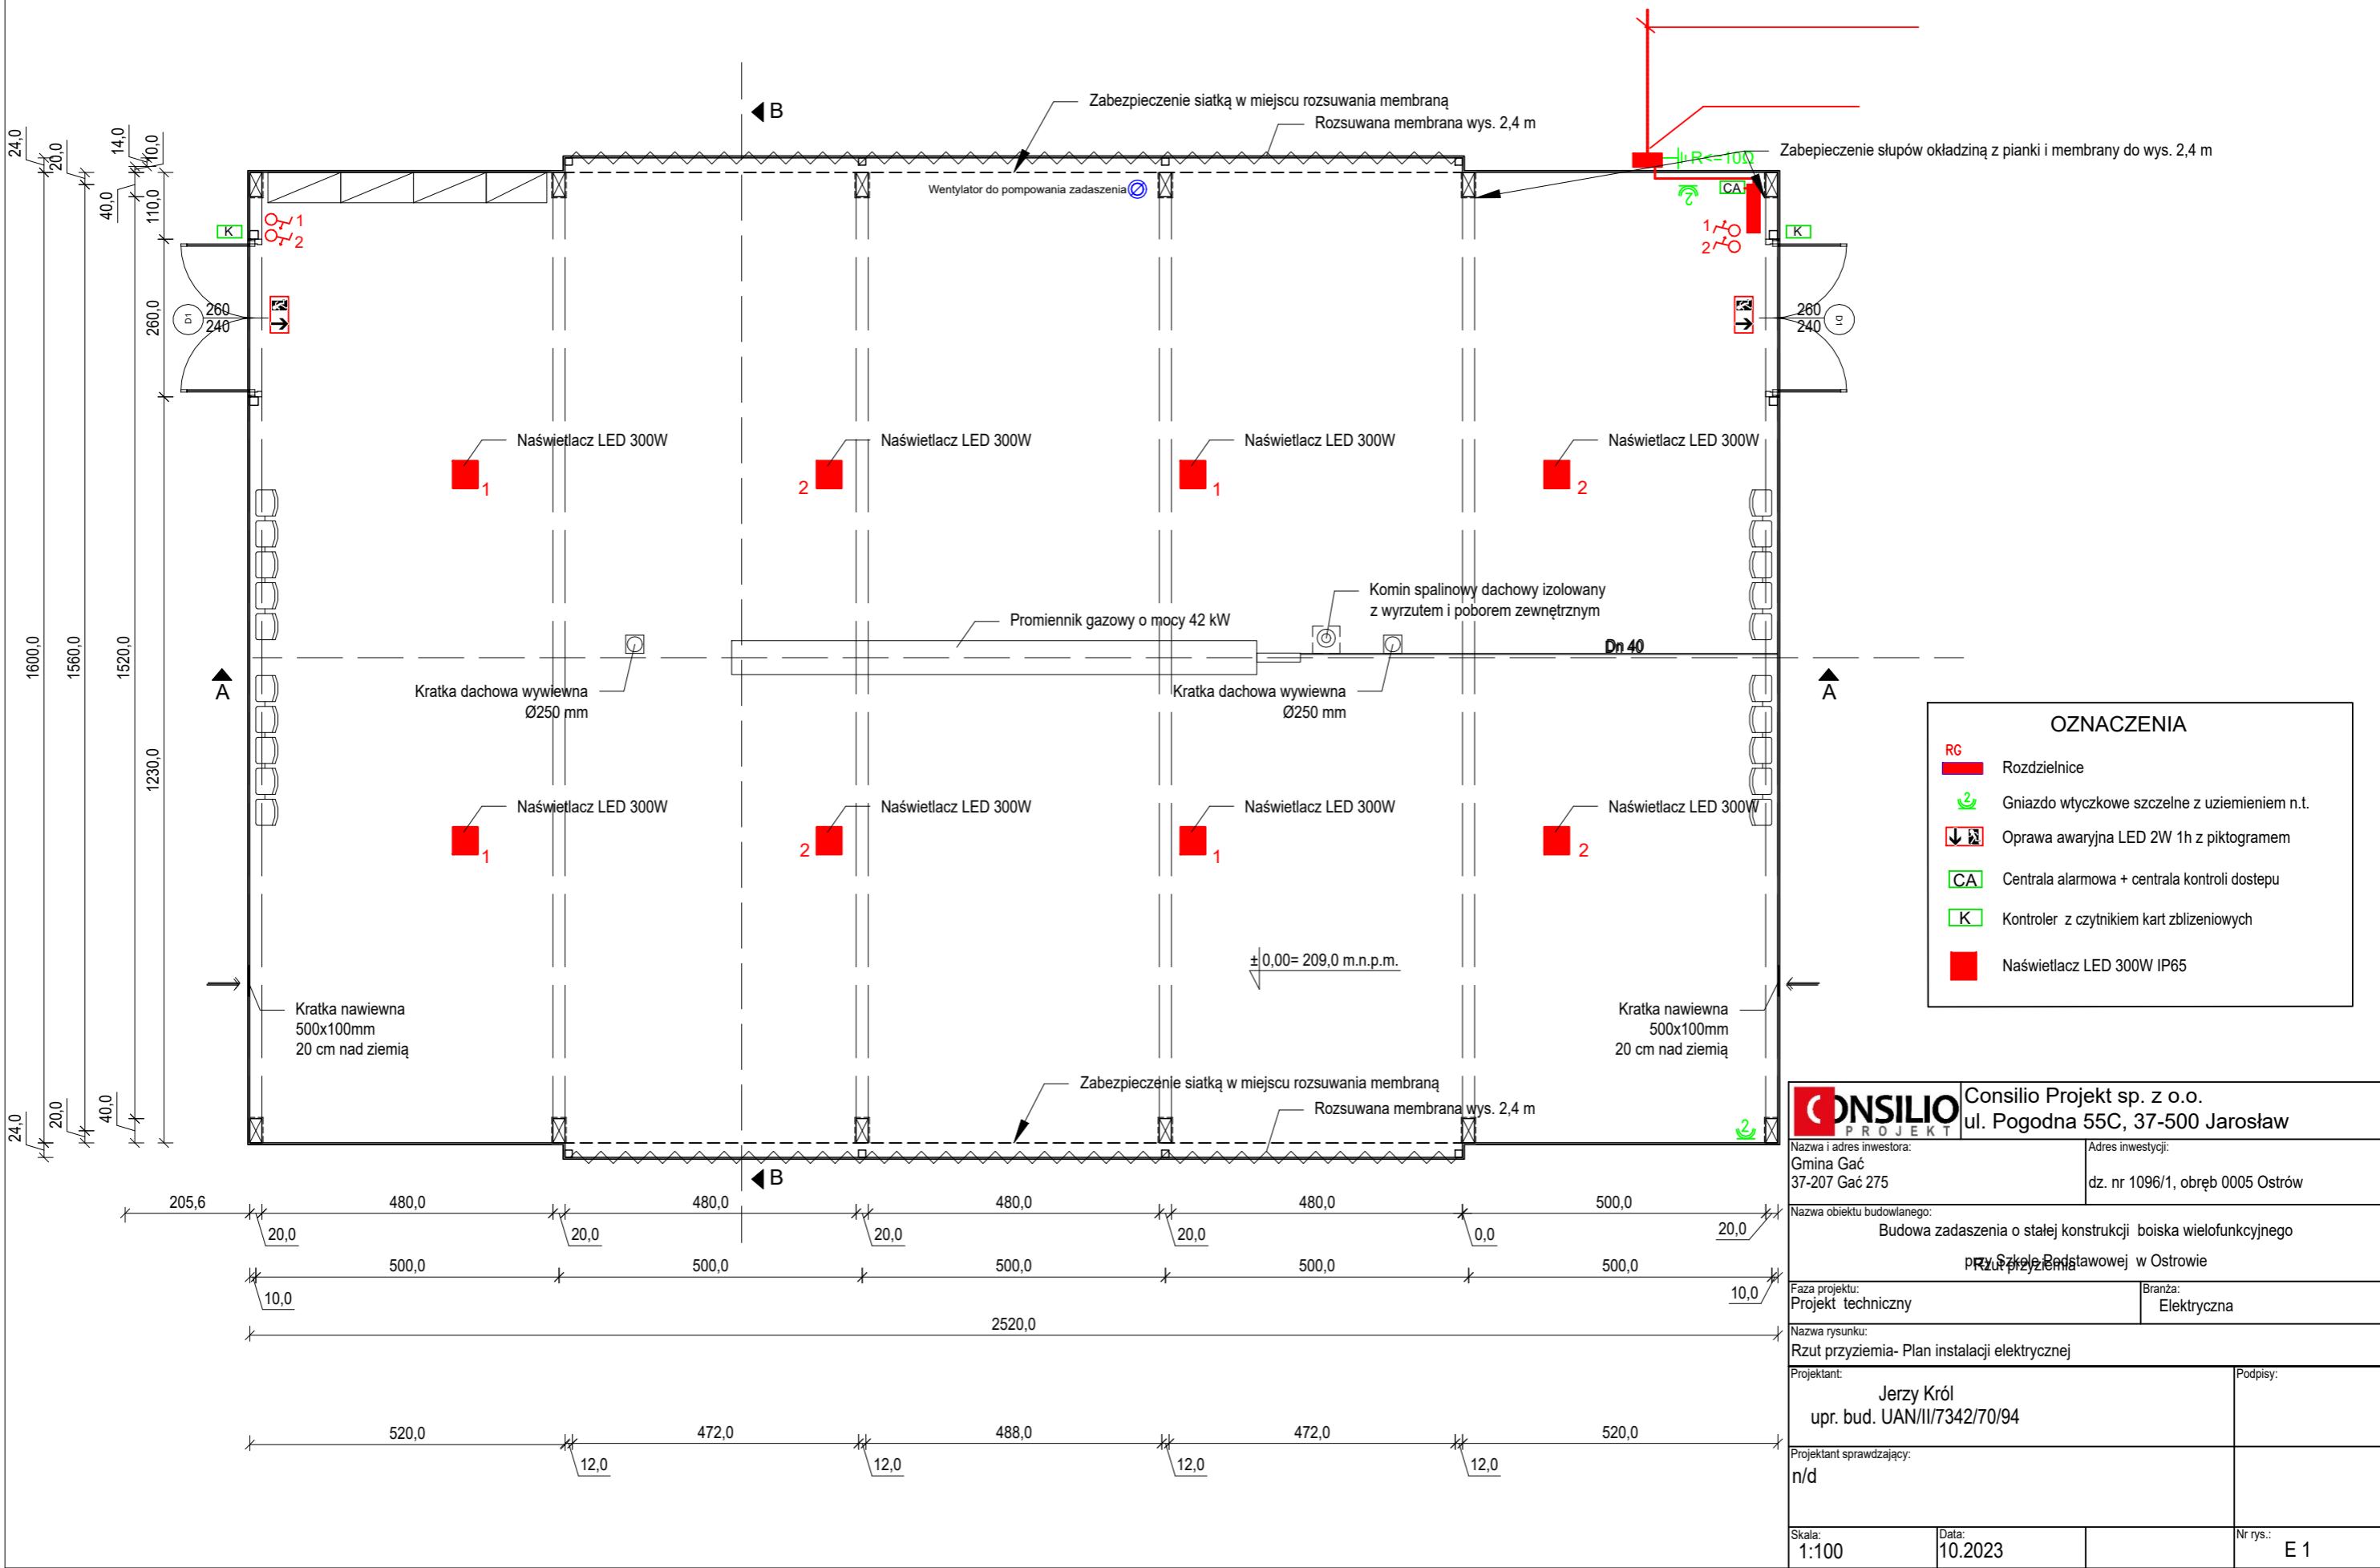 B
Zabezpieczenie siatką w miejscu rozsuwania membraną
Rozsuwana membrana wys. 2,4 m
Zabepieczenie słupów okładziną z pianki i membrany do wys. 2,4 m
R<=10Ω
Wentylator do pompowania zadaszenia
CA
2
K
1
2
1
2
K
D1
260
240
260
240
D1
24,0
20,0
14,0
10,0
40,0
110,0
260,0
1600,0
1560,0
1520,0
1230,0
24,0
20,0
40,0
Naświetlacz LED 300W
Naświetlacz LED 300W
Naświetlacz LED 300W
Naświetlacz LED 300W
1
2
1
2
Komin spalinowy dachowy izolowany
z wyrzutem i poborem zewnętrznym
Promiennik gazowy o mocy 42 kW
Dn 40
A
Kratka dachowa wywiewna
Ø250 mm
Kratka dachowa wywiewna
Ø250 mm
A
Naświetlacz LED 300W
Naświetlacz LED 300W
Naświetlacz LED 300W
Naświetlacz LED 300W
1
2
1
2
± 0,00= 209,0 m.n.p.m.
Kratka nawiewna
500x100mm
20 cm nad ziemią
Kratka nawiewna
500x100mm
20 cm nad ziemią
Zabezpieczenie siatką w miejscu rozsuwania membraną
Rozsuwana membrana wys. 2,4 m
2
B
205,6
480,0
480,0
480,0
480,0
500,0
20,0
20,0
20,0
20,0
0,0
20,0
500,0
500,0
500,0
500,0
500,0
10,0
10,0
2520,0
520,0
472,0
488,0
472,0
520,0
12,0
12,0
12,0
12,0
OZNACZENIA
RG
Rozdzielnice
2
Gniazdo wtyczkowe szczelne z uziemieniem n.t.
Oprawa awaryjna LED 2W 1h z piktogramem
CA
Centrala alarmowa + centrala kontroli dostepu
K
Kontroler z czytnikiem kart zblizeniowych
Naświetlacz LED 300W IP65
CONSILIO
PROJEKT
Consilio Projekt sp. z o.o.
ul. Pogodna 55C, 37-500 Jarosław
Nazwa i adres inwestora:
Gmina Gać
37-207 Gać 275
Adres inwestycji:
dz. nr 1096/1, obręb 0005 Ostrów
Nazwa obiektu budowlanego:
Budowa zadaszenia o stałej konstrukcji boiska wielofunkcyjnego
przy Szkole Podstawowej w Ostrowie
Rzut przyziemia
Faza projektu:
Projekt techniczny
Branża:
Elektryczna
Nazwa rysunku:
Rzut przyziemia- Plan instalacji elektrycznej
Projektant:
Jerzy Król
upr. bud. UAN/II/7342/70/94
Podpisy:
Projektant sprawdzający:
n/d
Skala:
1:100
Data:
10.2023
Nr rys.:
E 1